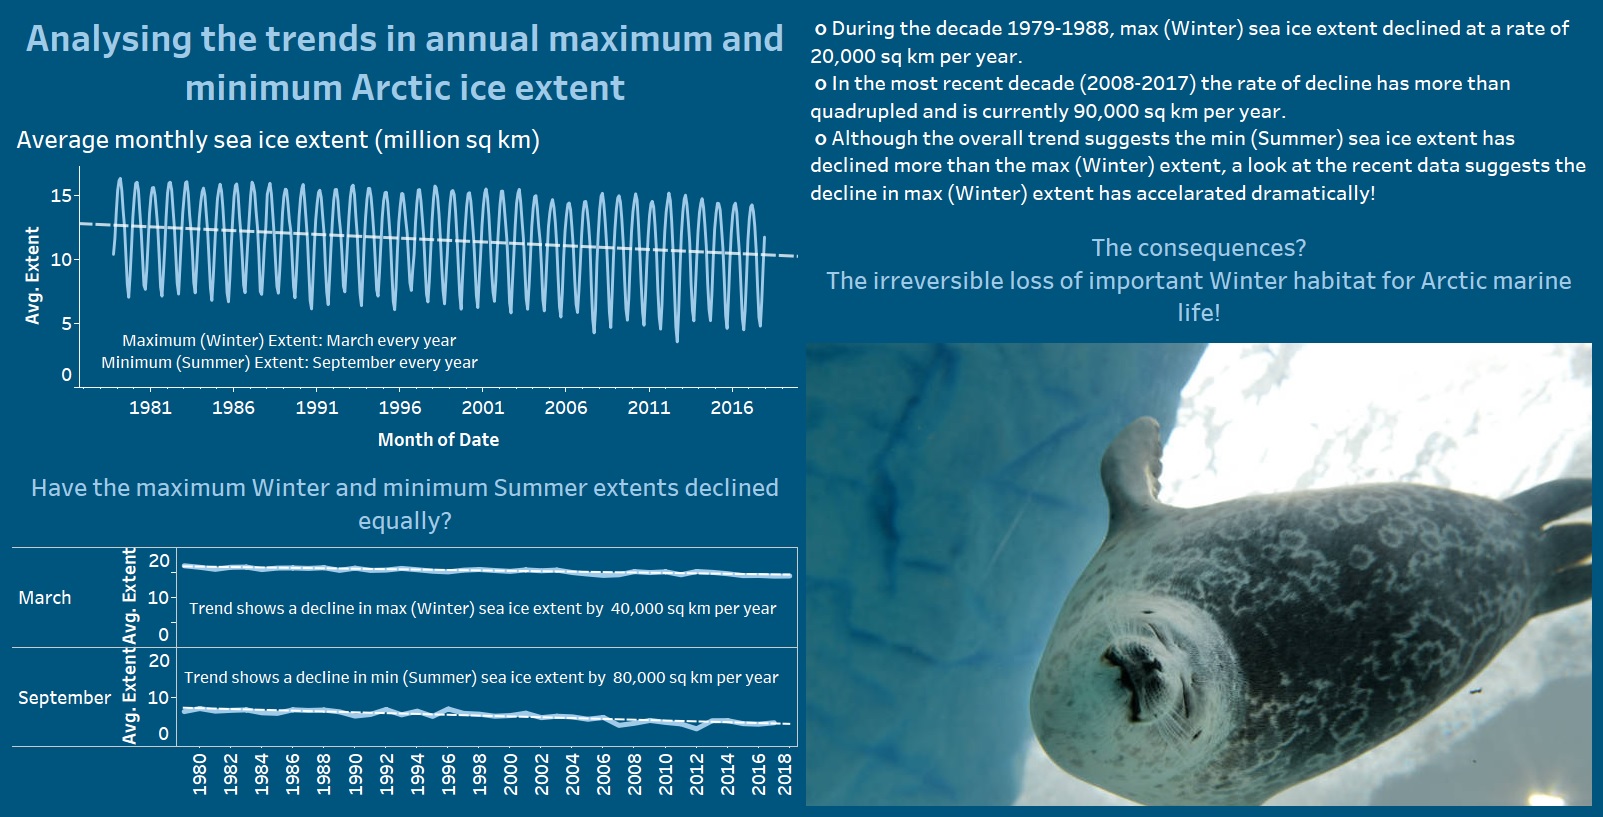 Analysing the trends in annual maximum and
minimum Arctic ice extent
Average monthly sea ice extent (million sq km)
Avg. Extent
15
10
5
0
Maximum (Winter) Extent: March every year
Minimum (Summer) Extent: September every year
1981 1986 1991 1996 2001 2006 2011 2016
Month of Date
Have the maximum Winter and minimum Summer extents declined
equally?
March
Avg. Extent
20
10
0
Trend shows a decline in max (Winter) sea ice extent by 40,000 sq km per year
September
Avg. Extent
20
10
0
Trend shows a decline in min (Summer) sea ice extent by 80,000 sq km per year
1980 1982 1984 1986 1988 1990 1992 1994 1996 1998 2000 2002 2004 2006 2008 2010 2012 2014 2016 2018
o During the decade 1979-1988, max (Winter) sea ice extent declined at a rate of
20,000 sq km per year.
o In the most recent decade (2008-2017) the rate of decline has more than
quadrupled and is currently 90,000 sq km per year.
o Although the overall trend suggests the min (Summer) sea ice extent has
declined more than the max (Winter) extent, a look at the recent data suggests the
decline in max (Winter) extent has accelarated dramatically!
The consequences?
The irreversible loss of important Winter habitat for Arctic marine
life!